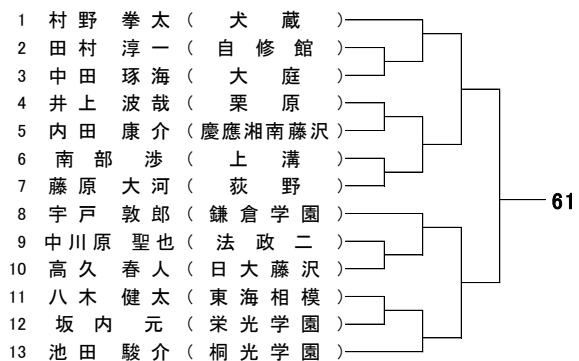 1 村野 拳太 ( 犬蔵 )
2 田村 淳一 ( 自修館 )
3 中田 琢海 ( 大庭 )
4 井上 波哉 ( 栗原 )
5 内田 康介 ( 慶應湘南藤沢 )
6 南部 渉 ( 上溝 )
7 藤原 大河 ( 荻野 )
8 宇戸 敦郎 ( 鎌倉学園 )
9 中川原 聖也 ( 法政二 )
10 高久 春人 ( 日大藤沢 )
11 八木 健太 ( 東海相模 )
12 坂内 元 ( 栄光学園 )
13 池田 駿介 ( 桐光学園 )
61